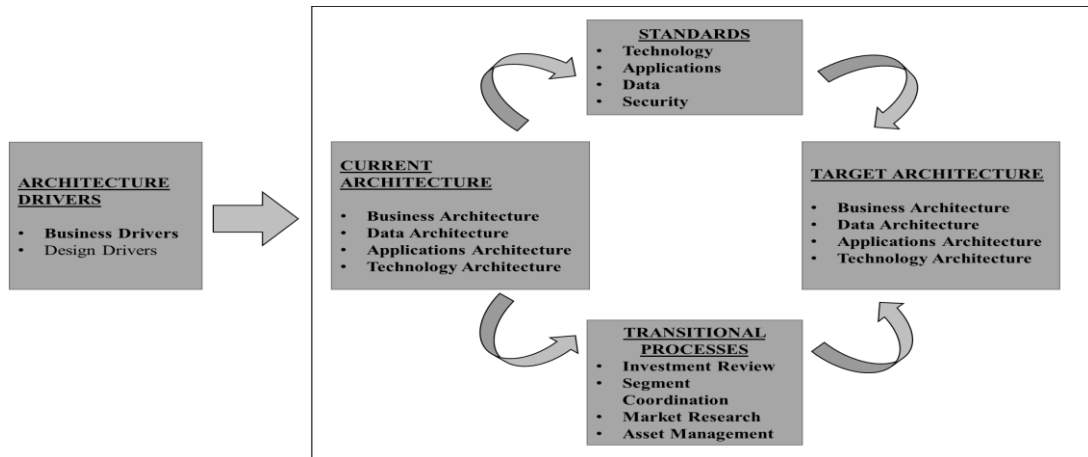 ARCHITECTURE
DRIVERS
• Business Drivers
• Design Drivers
CURRENT
ARCHITECTURE
• Business Architecture
• Data Architecture
• Applications Architecture
• Technology Architecture
STANDARDS
• Technology
• Applications
• Data
• Security
TRANSITIONAL
PROCESSES
• Investment Review
• Segment
Coordination
• Market Research
• Asset Management
TARGET ARCHITECTURE
• Business Architecture
• Data Architecture
• Applications Architecture
• Technology Architecture